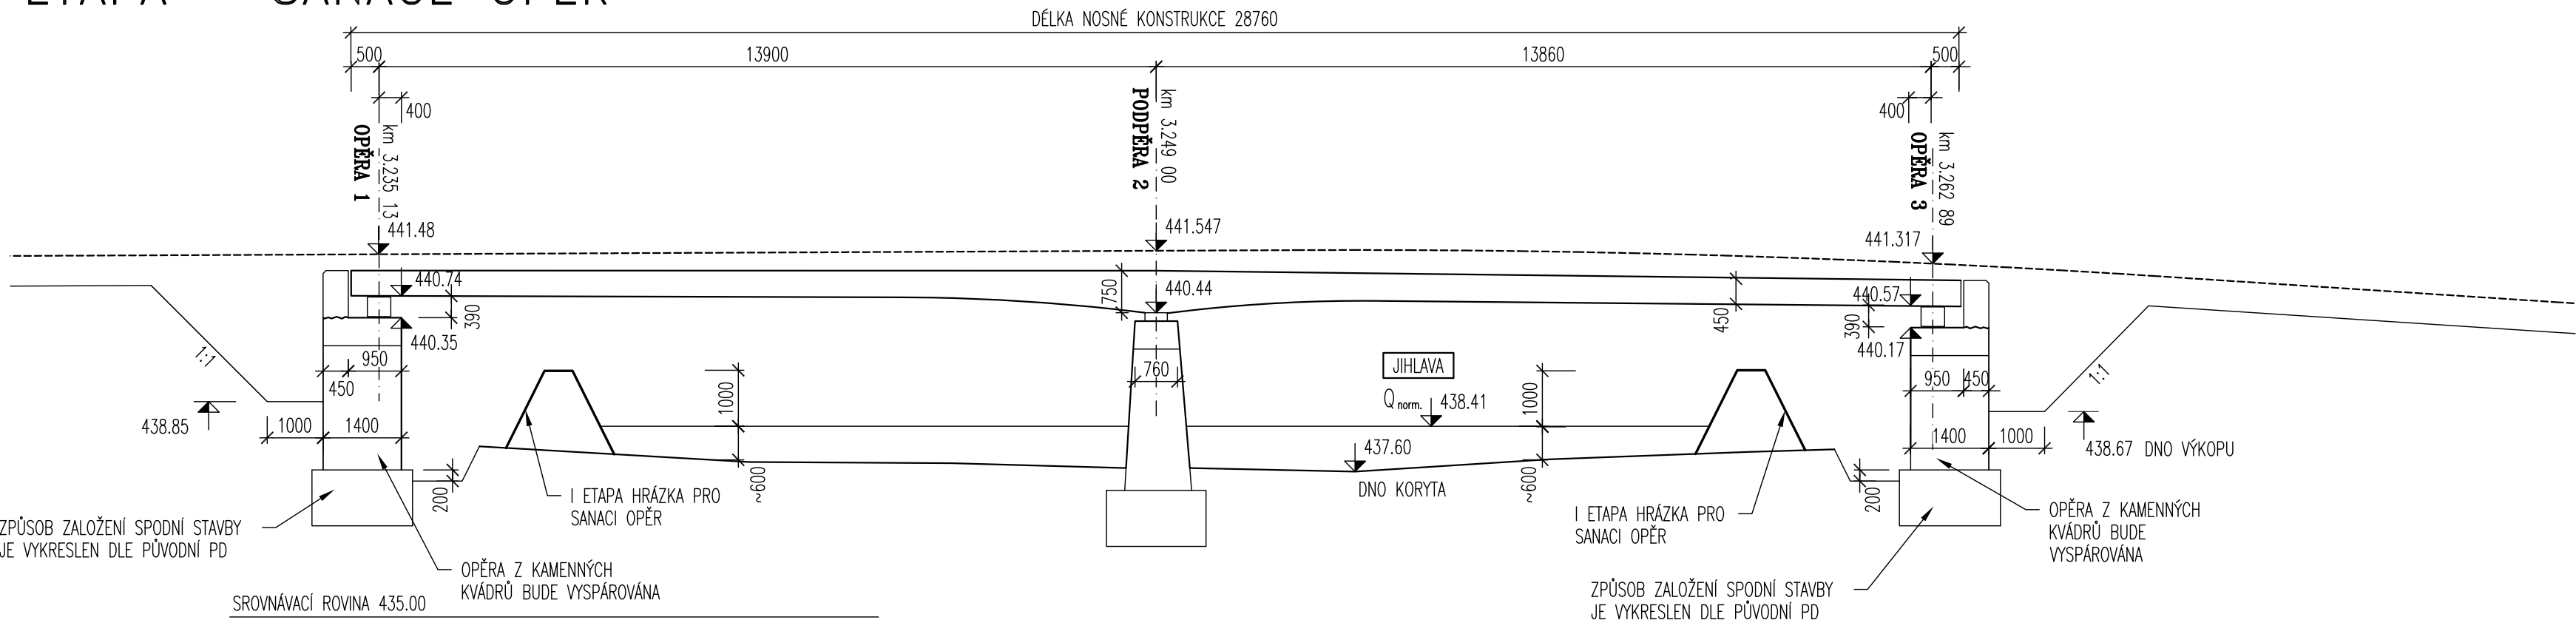 DÉLKA NOSNÉ KONSTRUKCE 28760
500
13900
13860
500
400
400
OPĚRA 1
km 3.235 13
PODPĚRA 2
km 3.249 00
OPĚRA 3
km 3.262 89
441.48
441.547
441.317
440.74
390
750
440.44
450
440.57
390
440.35
440.17
1:1
950
450
760
JIHLAVA
Q norm.
438.41
1000
1000
950
450
1:1
438.85
1000
1400
437.60
1400
1000
438.67 DNO VÝKOPU
200
~600
DNO KORYTA
~600
200
I ETAPA HRÁZKA PRO
SANACI OPĚR
I ETAPA HRÁZKA PRO
SANACI OPĚR
ZPŮSOB ZALOŽENÍ SPODNÍ STAVBY
JE VYKRESLEN DLE PŮVODNÍ PD
OPĚRA Z KAMENNÝCH
KVÁDRŮ BUDE
VYSPÁROVÁNA
OPĚRA Z KAMENNÝCH
KVÁDRŮ BUDE VYSPÁROVÁNA
ZPŮSOB ZALOŽENÍ SPODNÍ STAVBY
JE VYKRESLEN DLE PŮVODNÍ PD
SROVNÁVACÍ ROVINA 435.00